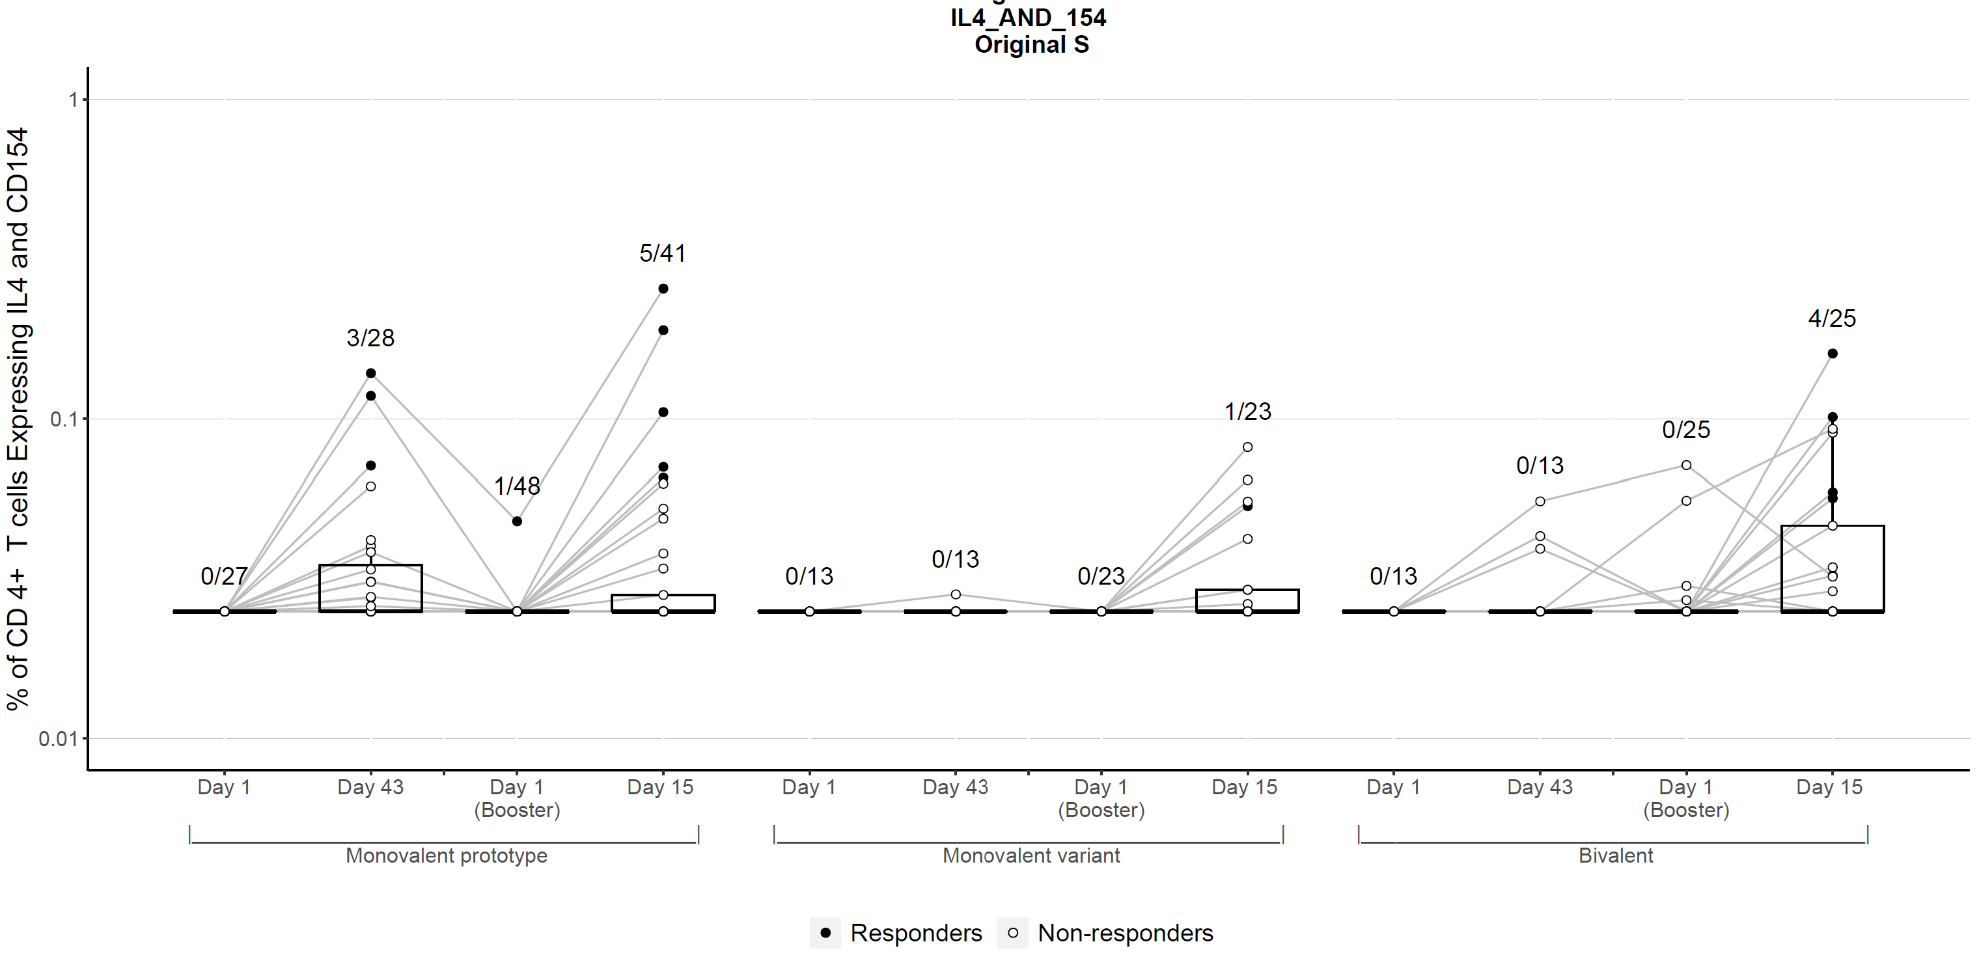 IL4_AND_154
Original S
% of CD 4+ T cells Expressing IL4 and CD154
1
0.1
0.01
0/27
3/28
1/48
5/41
0/13
0/13
0/23
1/23
0/13
0/13
0/25
4/25
Day 1
Day 43
Day 1
(Booster)
Day 15
Day 1
Day 43
Day 1
(Booster)
Day 15
Day 1
Day 43
Day 1
(Booster)
Day 15
Monovalent prototype
Monovalent variant
Bivalent
Responders
Non-responders